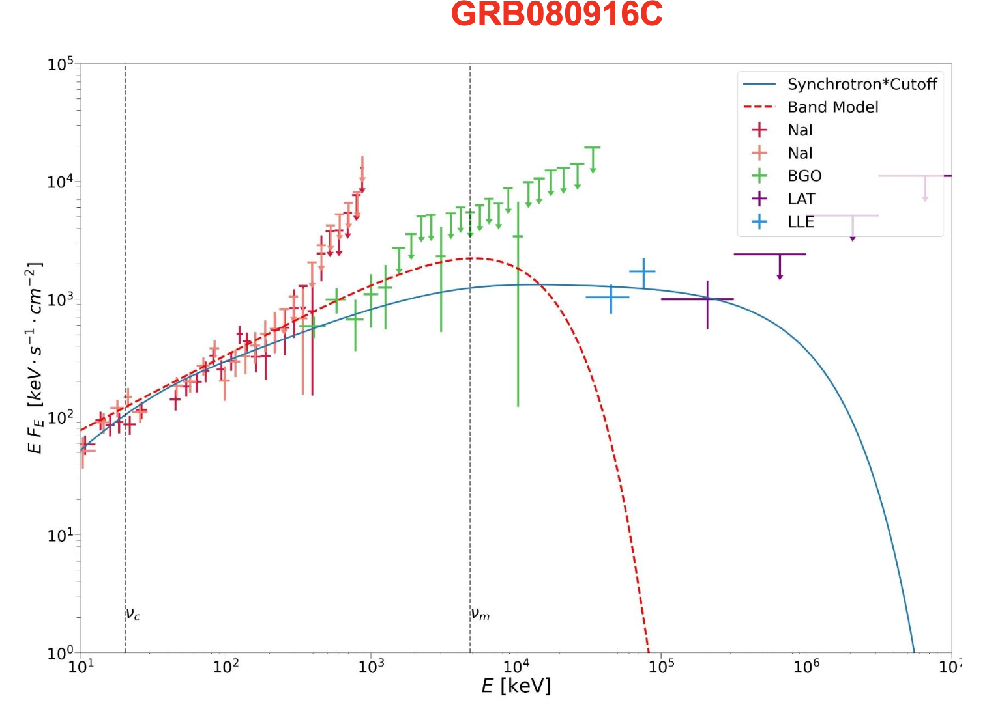 GRB080916C
10⁵
10⁴
10³
10²
10¹
10⁰
E F_E [keV · s⁻¹ · cm⁻²]
Synchrotron*Cutoff
Band Model
NaI
NaI
BGO
LAT
LLE
ν_c
ν_m
10¹ 10² 10³ 10⁴ 10⁵ 10⁶ 10⁷
E [keV]